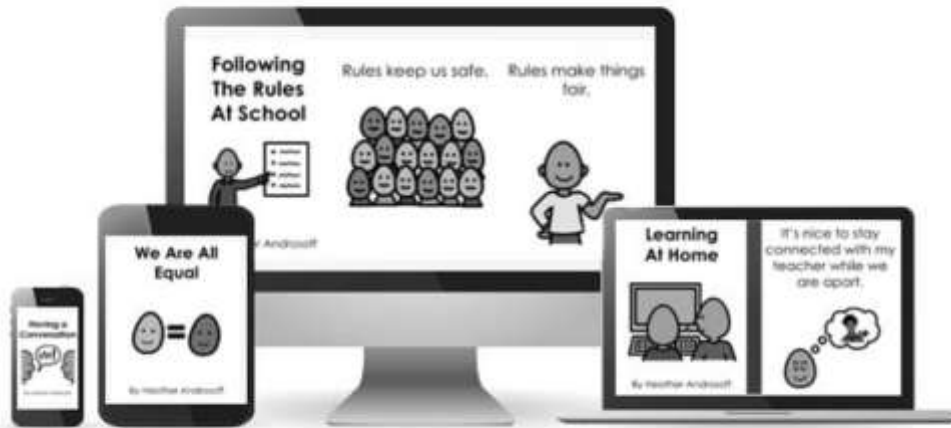 Following
The Rules
At School
Androsoff
Rules keep us safe.
Rules make things
fair.
We Are All
Equal
=
By Heather Androsoff
Having a
Conversation
Learning
At Home
By Heather Androsoff
It's nice to stay
connected with my
teacher while we
are apart.